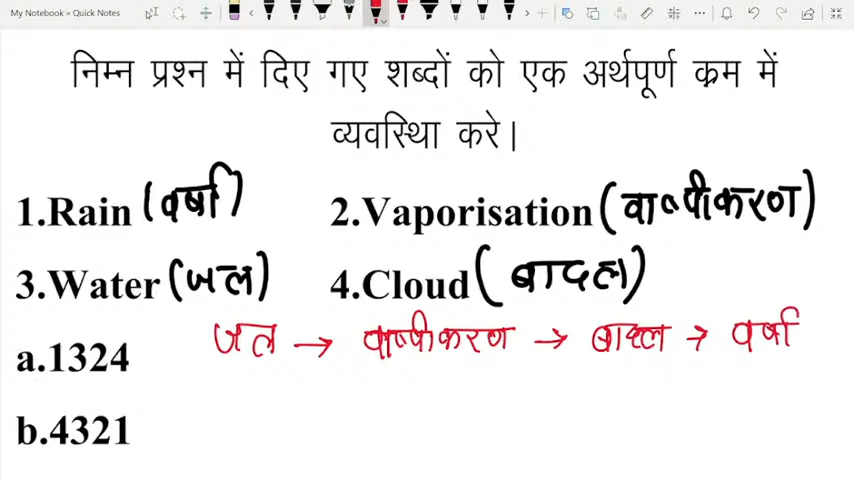 My Notebook » Quick Notes
निम्न प्रश्न में दिए गए शब्दों को एक अर्थपूर्ण क्रम में
व्यवस्थिा करे।
1.Rain (वर्षा) 2.Vaporisation (वाष्पीकरण)
3.Water (जल) 4.Cloud (बादल)
जल → वाष्पीकरण → बादल → वर्षा
a.1324
b.4321